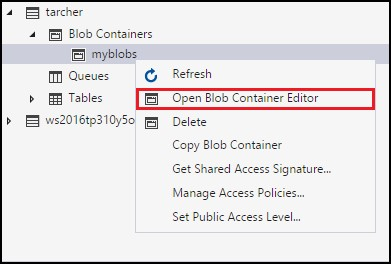 tarcher
Blob Containers
myblobs
Refresh
Queues
Open Blob Container Editor
Tables
Delete
ws2016tp310y5o
Copy Blob Container
Get Shared Access Signature...
Manage Access Policies...
Set Public Access Level...